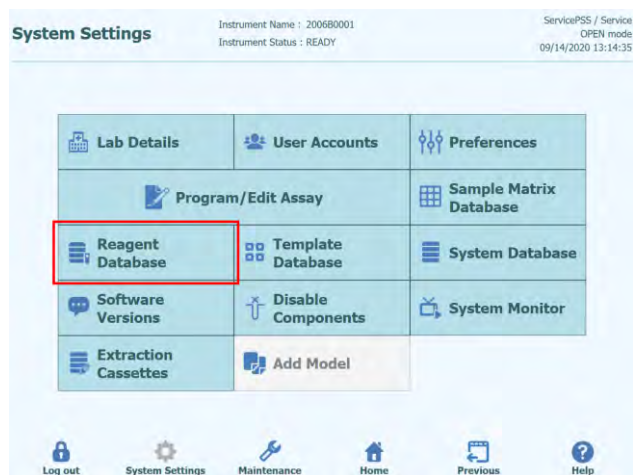 System Settings
Instrument Name : 200680001
Instrument Status : READY
ServicePSS / Service
OPEN mode
09/14/2020 13:14:35
Lab Details
User Accounts
Preferences
Program/Edit Assay
Sample Matrix
Database
Reagent
Database
Template
Database
System Database
Software
Versions
Disable
Components
System Monitor
Extraction
Cassettes
Add Model
Log out
System Settings
Maintenance
Home
Previous
Help